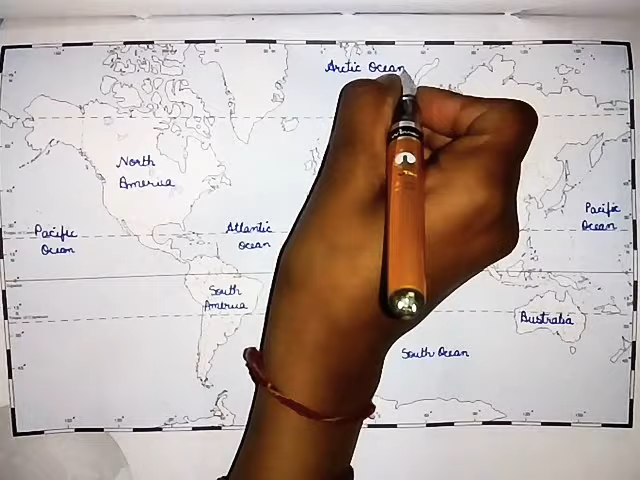 Arctic Ocean
North
America
Pacific
Ocean
Atlantic
Ocean
Pacific
Ocean
South
America
Australia
South Ocean